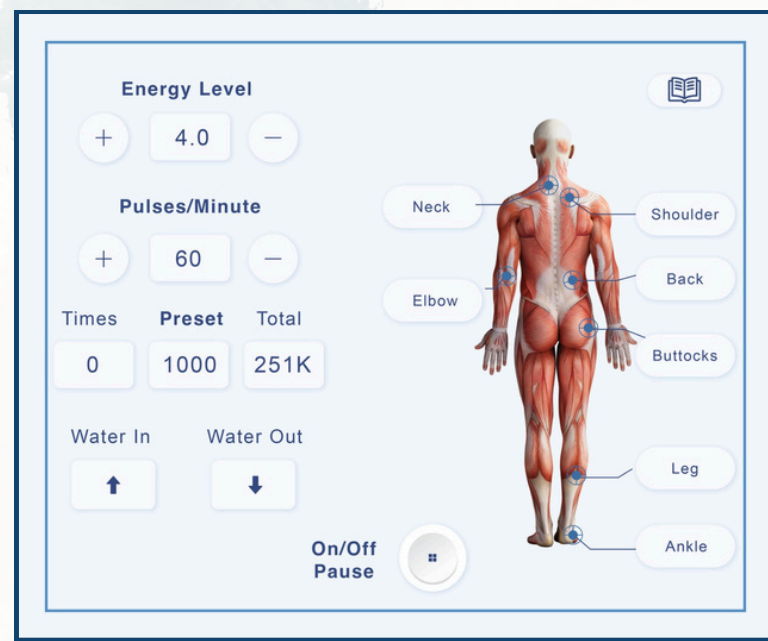 Energy Level
+ 4.0 −
Pulses/Minute
+ 60 −
Times Preset Total
0 1000 251K
Water In Water Out
On/Off
Pause
Neck
Shoulder
Elbow
Back
Buttocks
Leg
Ankle